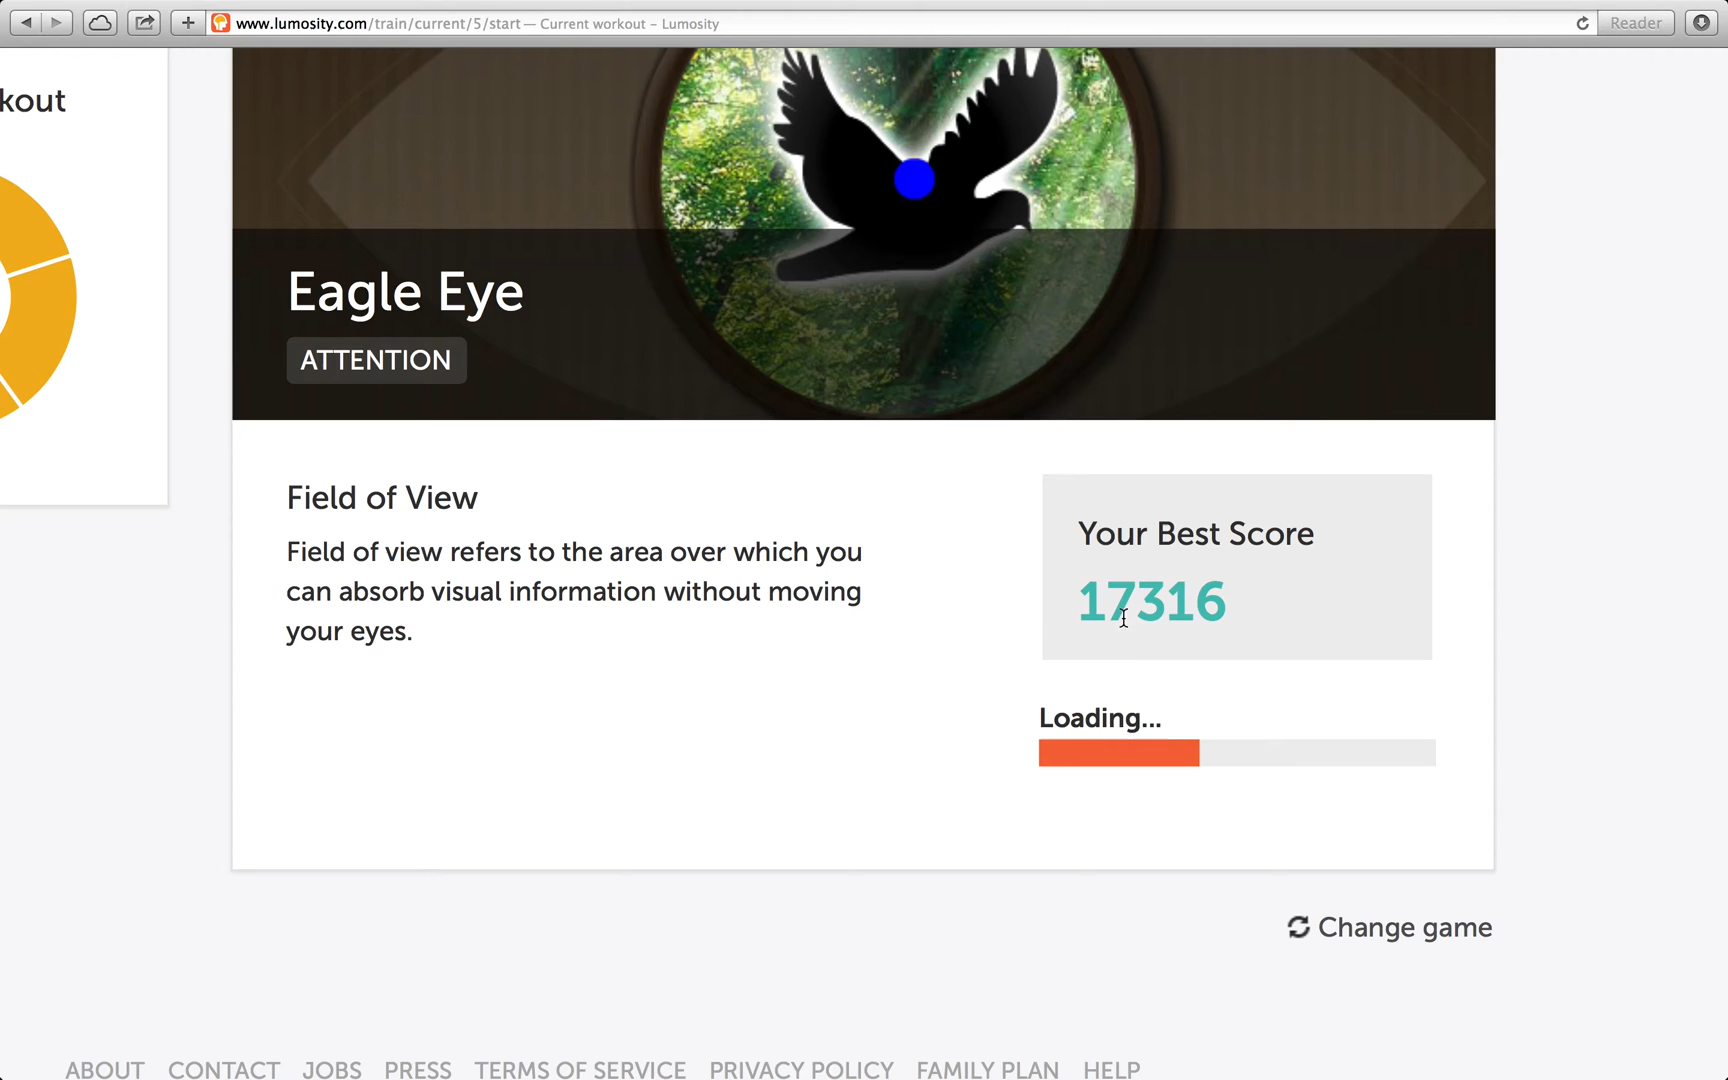 www.lumosity.com/train/current/5/start — Current workout – Lumosity
Reader
kout
Eagle Eye
ATTENTION
Field of View
Field of view refers to the area over which you
can absorb visual information without moving
your eyes.
Your Best Score
17316
Loading...
Change game
ABOUT CONTACT JOBS PRESS TERMS OF SERVICE PRIVACY POLICY FAMILY PLAN HELP